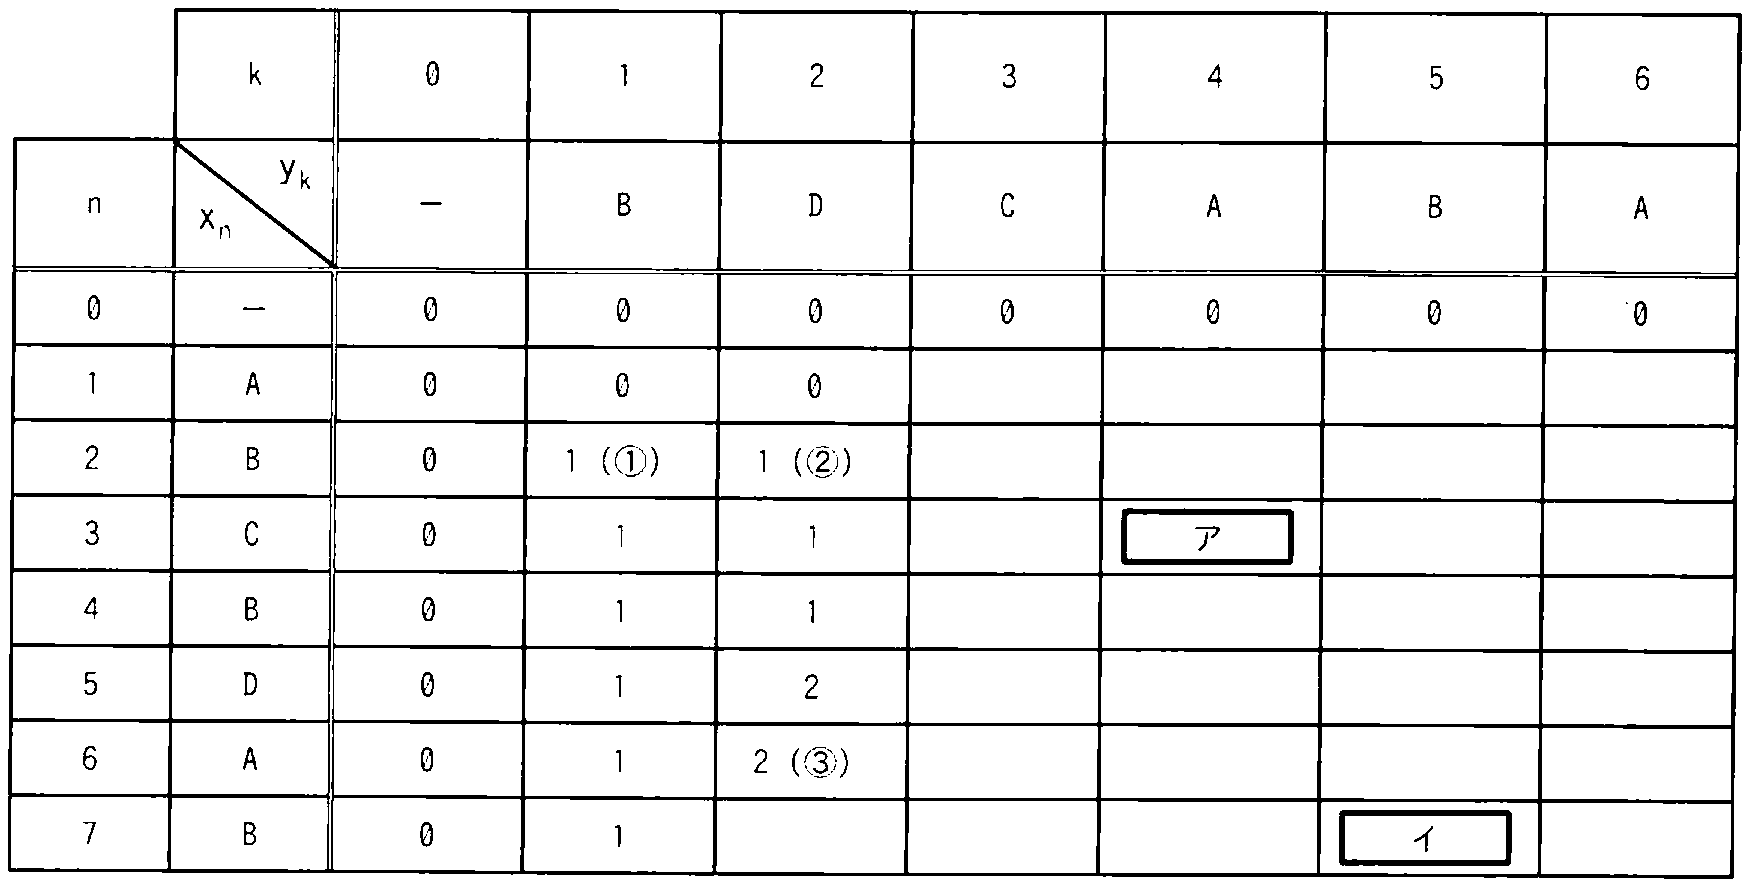 k 0 1 2 3 4 5 6
n xn yk — B D C A B A
0 — 0 0 0 0 0 0 0
1 A 0 0 0
2 B 0 1 (①) 1 (②)
3 C 0 1 1 ア
4 B 0 1 1
5 D 0 1 2
6 A 0 1 2 (③)
7 B 0 1 イ